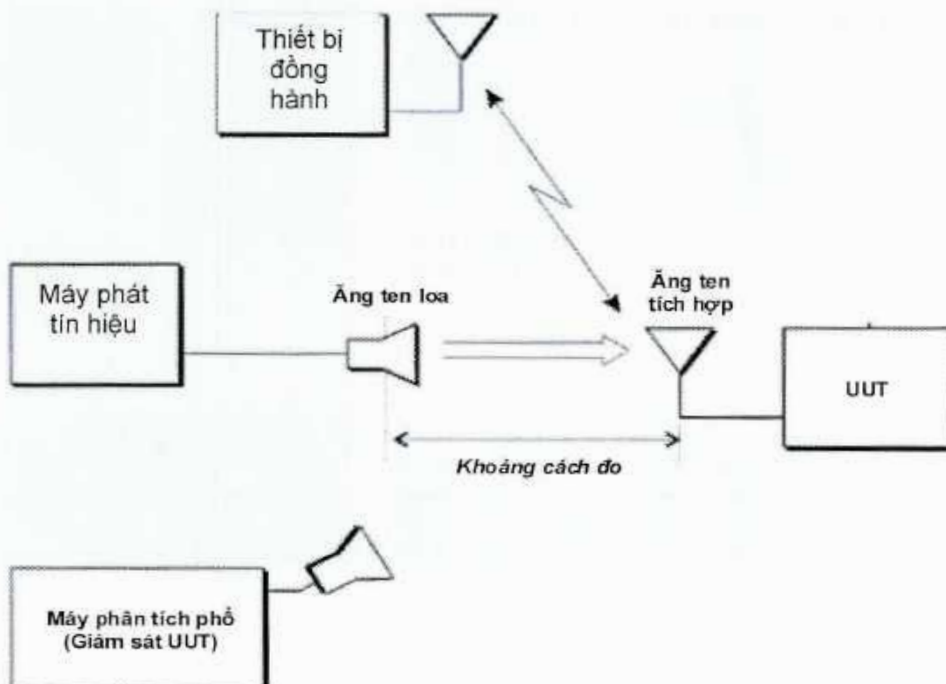 Thiết bị
đồng
hành
Máy phát
tín hiệu
Ăng ten loa
Ăng ten
tích hợp
UUT
Khoảng cách đo
Máy phân tích phổ
(Giám sát UUT)